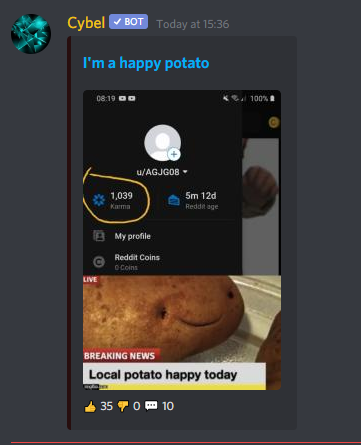 Cybel ✓ BOT Today at 15:36
I'm a happy potato
08:19 100%
u/AGJG08
1,039 5m 12d
Karma Reddit age
My profile
Reddit Coins
0 Coins
LIVE
BREAKING NEWS
Local potato happy today
imgflip.com
👍 35 👎 0 💬 10